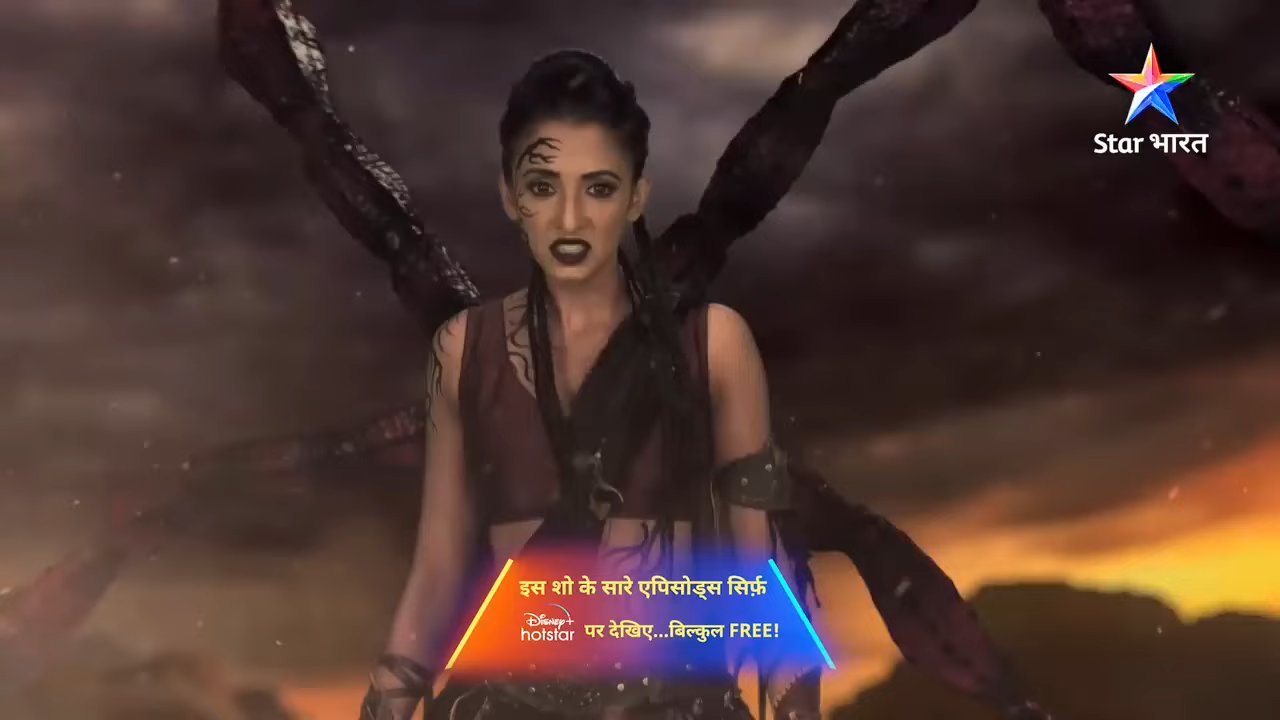 Star भारत
इस शो के सारे एपिसोड्स सिर्फ़
Disney+ hotstar पर देखिए...बिल्कुल FREE!